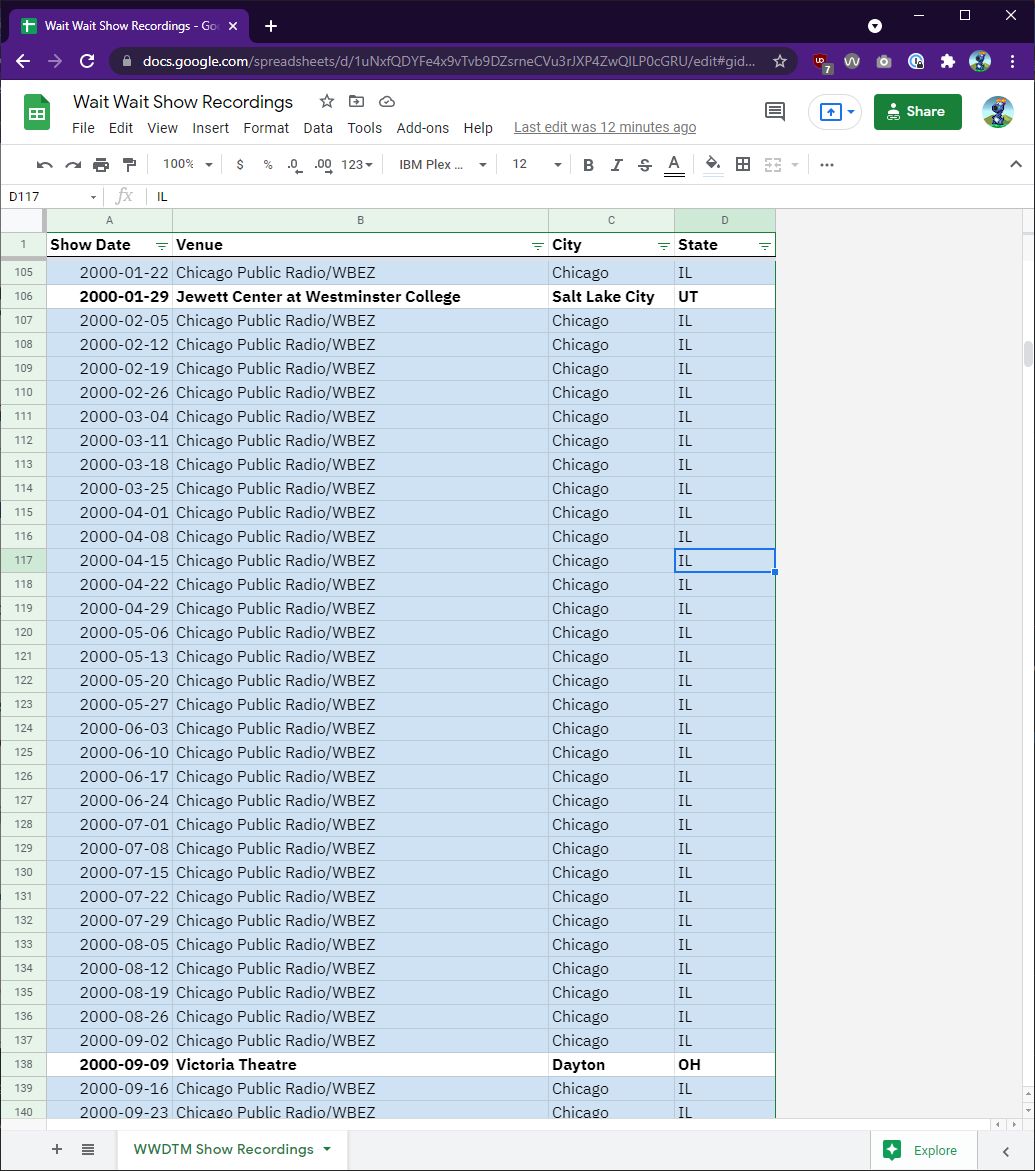 Wait Wait Show Recordings - Goo
docs.google.com/spreadsheets/d/1uNxfQDYFe4x9vTvb9DZsrneCVu3rJXP4ZwQILP0cGRU/edit#gid...
7
Wait Wait Show Recordings
File Edit View Insert Format Data Tools Add-ons Help Last edit was 12 minutes ago
Share
100% $ % .0 .00 123 IBM Plex ... 12 B I S A
D117 fx IL
A B C D
1 Show Date Venue City State
105 2000-01-22 Chicago Public Radio/WBEZ Chicago IL
106 2000-01-29 Jewett Center at Westminster College Salt Lake City UT
107 2000-02-05 Chicago Public Radio/WBEZ Chicago IL
108 2000-02-12 Chicago Public Radio/WBEZ Chicago IL
109 2000-02-19 Chicago Public Radio/WBEZ Chicago IL
110 2000-02-26 Chicago Public Radio/WBEZ Chicago IL
111 2000-03-04 Chicago Public Radio/WBEZ Chicago IL
112 2000-03-11 Chicago Public Radio/WBEZ Chicago IL
113 2000-03-18 Chicago Public Radio/WBEZ Chicago IL
114 2000-03-25 Chicago Public Radio/WBEZ Chicago IL
115 2000-04-01 Chicago Public Radio/WBEZ Chicago IL
116 2000-04-08 Chicago Public Radio/WBEZ Chicago IL
117 2000-04-15 Chicago Public Radio/WBEZ Chicago IL
118 2000-04-22 Chicago Public Radio/WBEZ Chicago IL
119 2000-04-29 Chicago Public Radio/WBEZ Chicago IL
120 2000-05-06 Chicago Public Radio/WBEZ Chicago IL
121 2000-05-13 Chicago Public Radio/WBEZ Chicago IL
122 2000-05-20 Chicago Public Radio/WBEZ Chicago IL
123 2000-05-27 Chicago Public Radio/WBEZ Chicago IL
124 2000-06-03 Chicago Public Radio/WBEZ Chicago IL
125 2000-06-10 Chicago Public Radio/WBEZ Chicago IL
126 2000-06-17 Chicago Public Radio/WBEZ Chicago IL
127 2000-06-24 Chicago Public Radio/WBEZ Chicago IL
128 2000-07-01 Chicago Public Radio/WBEZ Chicago IL
129 2000-07-08 Chicago Public Radio/WBEZ Chicago IL
130 2000-07-15 Chicago Public Radio/WBEZ Chicago IL
131 2000-07-22 Chicago Public Radio/WBEZ Chicago IL
132 2000-07-29 Chicago Public Radio/WBEZ Chicago IL
133 2000-08-05 Chicago Public Radio/WBEZ Chicago IL
134 2000-08-12 Chicago Public Radio/WBEZ Chicago IL
135 2000-08-19 Chicago Public Radio/WBEZ Chicago IL
136 2000-08-26 Chicago Public Radio/WBEZ Chicago IL
137 2000-09-02 Chicago Public Radio/WBEZ Chicago IL
138 2000-09-09 Victoria Theatre Dayton OH
139 2000-09-16 Chicago Public Radio/WBEZ Chicago IL
140 2000-09-23 Chicago Public Radio/WBEZ Chicago IL
WWDTM Show Recordings Explore